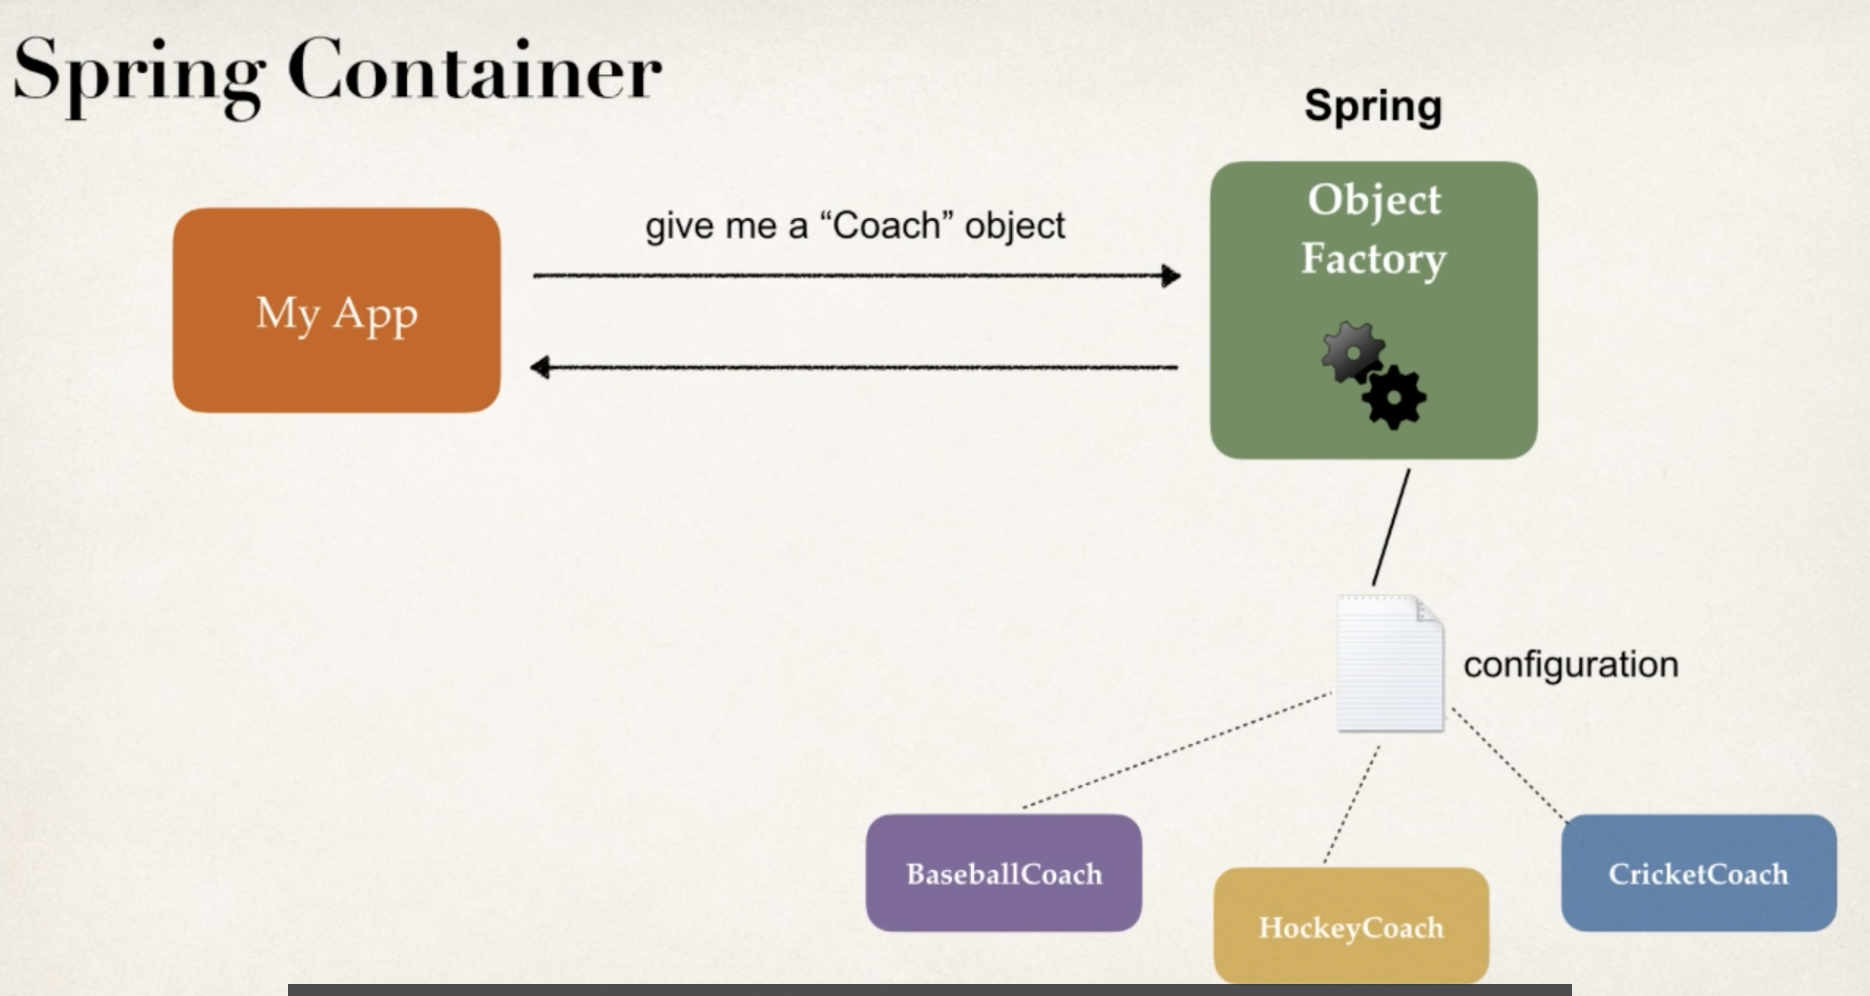 Spring Container
Spring
Object
Factory
give me a “Coach” object
My App
configuration
BaseballCoach
HockeyCoach
CricketCoach